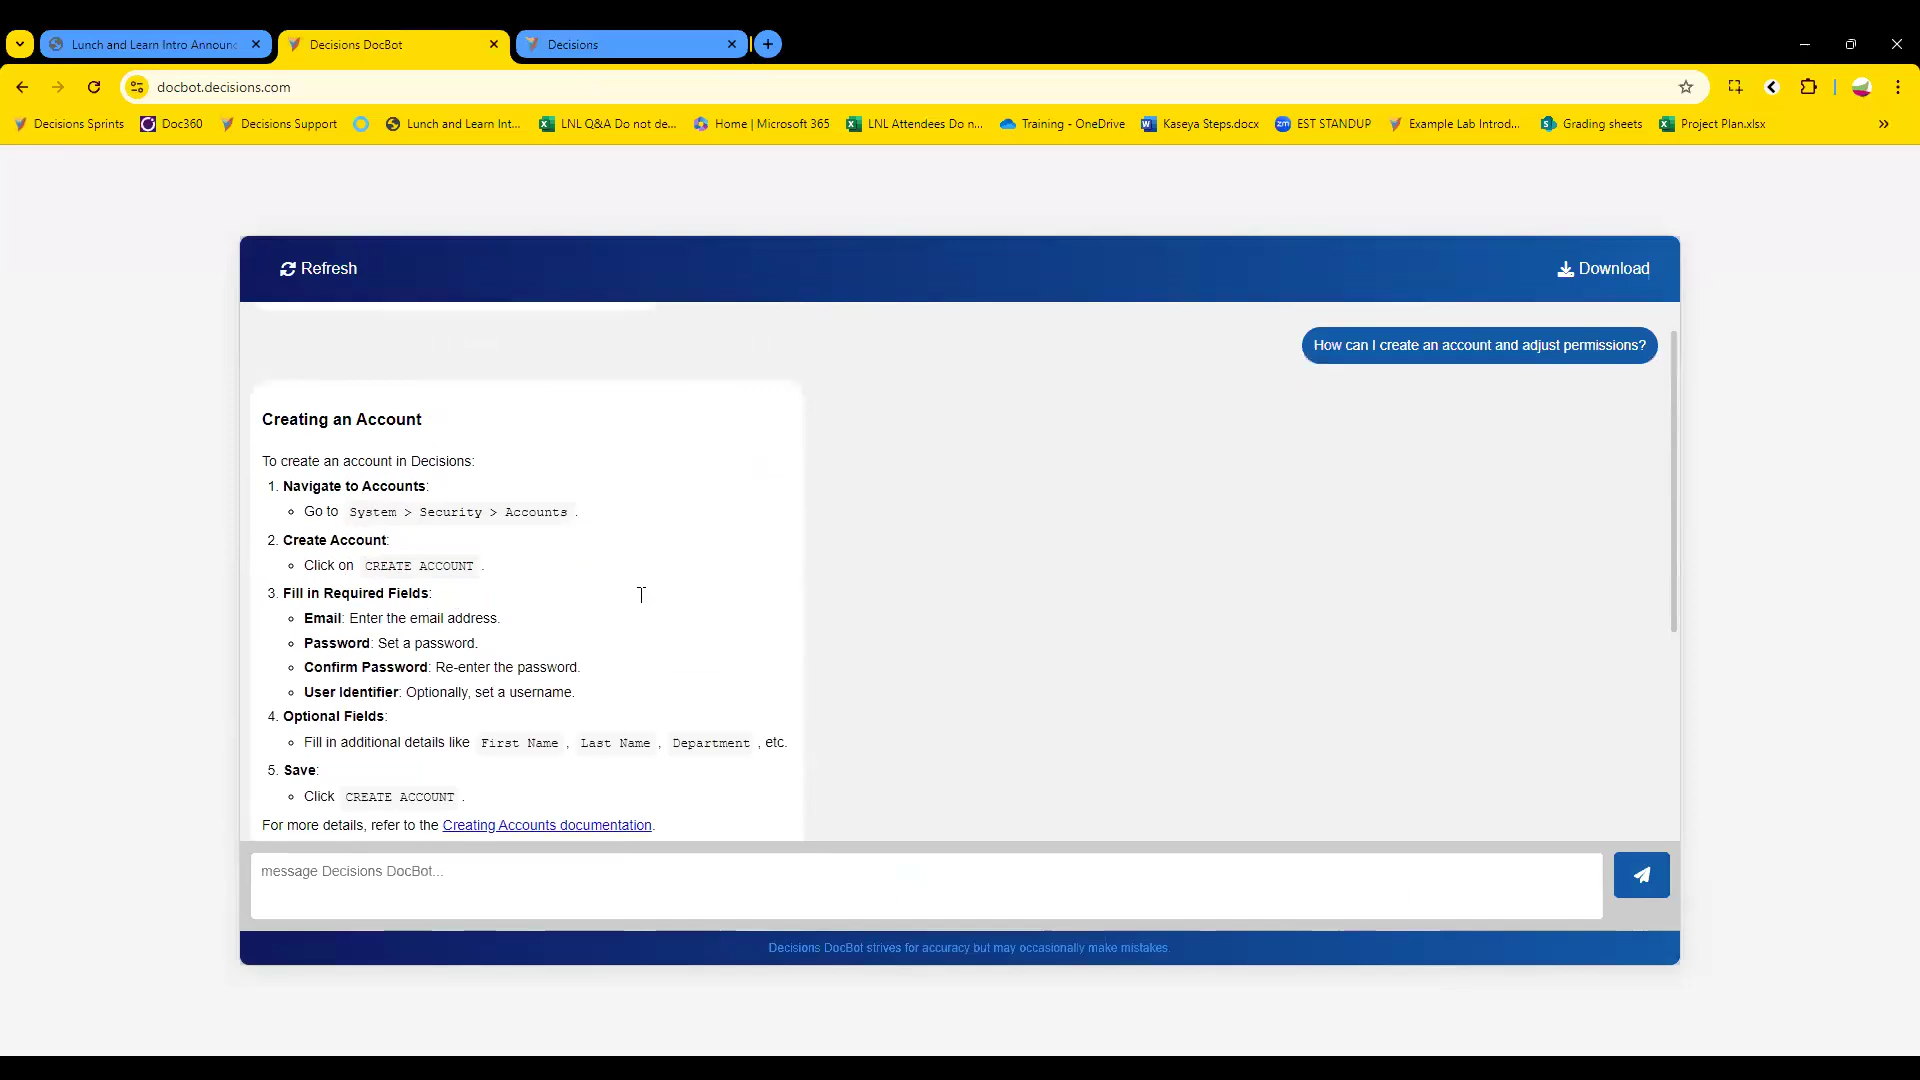 Lunch and Learn Intro Announc
Decisions DocBot
Decisions
docbot.decisions.com
Decisions Sprints
Doc360
Decisions Support
Lunch and Learn Int...
LNL Q&A Do not de...
Home | Microsoft 365
LNL Attendees Do n...
Training - OneDrive
Kaseya Steps.docx
EST STANDUP
Example Lab Introd...
Grading sheets
Project Plan.xlsx
Refresh
Download
How can I create an account and adjust permissions?
Creating an Account
To create an account in Decisions:
1. Navigate to Accounts:
Go to System > Security > Accounts .
2. Create Account:
Click on CREATE ACCOUNT .
3. Fill in Required Fields:
Email: Enter the email address.
Password: Set a password.
Confirm Password: Re-enter the password.
User Identifier: Optionally, set a username.
4. Optional Fields:
Fill in additional details like First Name , Last Name , Department , etc.
5. Save:
Click CREATE ACCOUNT .
For more details, refer to the Creating Accounts documentation.
message Decisions DocBot...
Decisions DocBot strives for accuracy but may occasionally make mistakes.